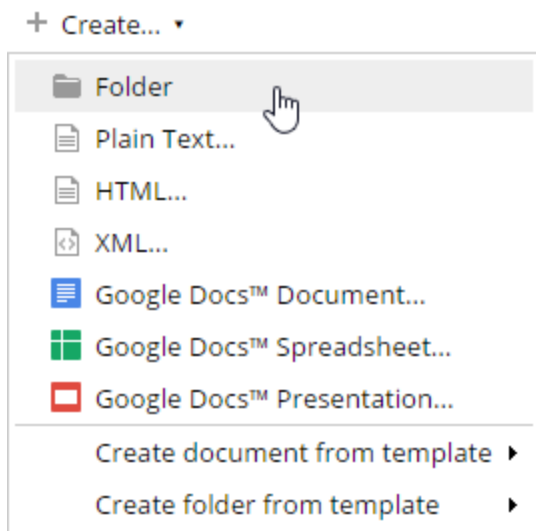 + Create...
Folder
Plain Text...
HTML...
XML...
Google Docs™ Document...
Google Docs™ Spreadsheet...
Google Docs™ Presentation...
Create document from template
Create folder from template